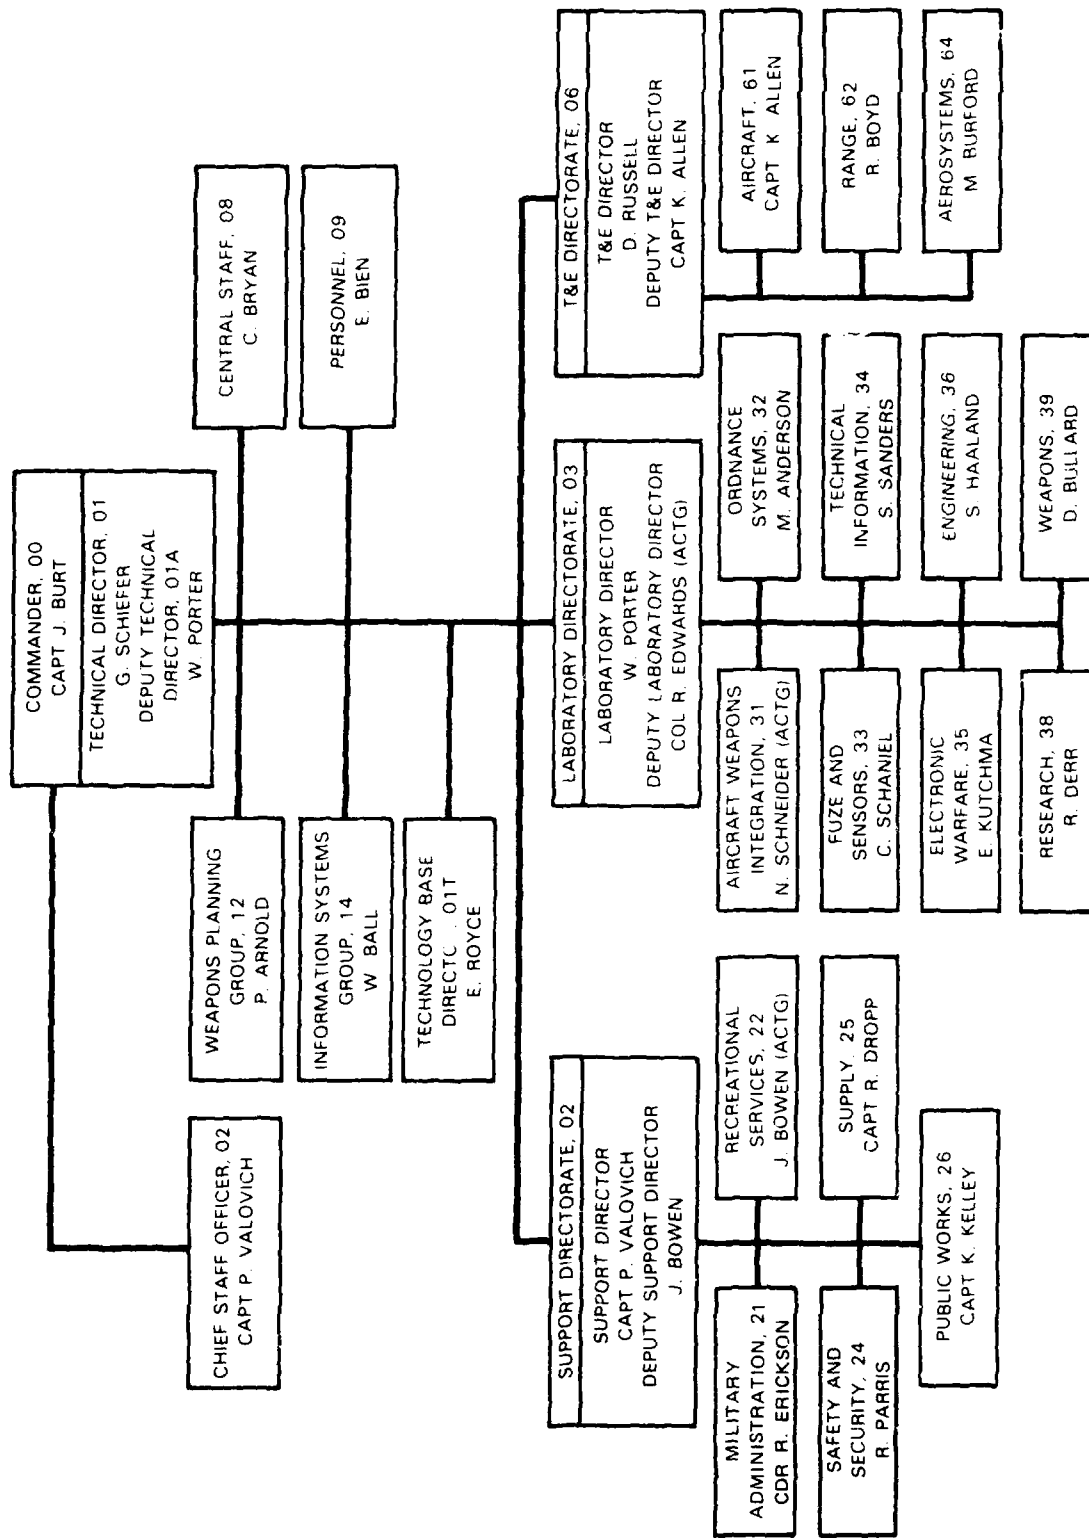 COMMANDER, 00
CAPT J. BURT
TECHNICAL DIRECTOR, 01
G. SCHIEFER
DEPUTY TECHNICAL
DIRECTOR, 01A
W. PORTER
CHIEF STAFF OFFICER, 02
CAPT P. VALOVICH
WEAPONS PLANNING
GROUP, 12
P. ARNOLD
CENTRAL STAFF, 08
C. BRYAN
INFORMATION SYSTEMS
GROUP, 14
W BALL
PERSONNEL, 09
E. BIEN
TECHNOLOGY BASE
01T
E. ROYCE
SUPPORT DIRECTORATE, 02
SUPPORT DIRECTOR
CAPT P. VALOVICH
DEPUTY SUPPORT DIRECTOR
J. BOWEN
MILITARY
ADMINISTRATION, 21
CDR R. ERICKSON
RECREATIONAL
SERVICES, 22
J. BOWEN (ACTG)
SAFETY AND
SECURITY, 24
R. PARRIS
SUPPLY, 25
CAPT R. DROPP
PUBLIC WORKS, 26
CAPT K. KELLEY
LABORATORY DIRECTORATE, 03
LABORATORY DIRECTOR
W. PORTER
DEPUTY LABORATORY DIRECTOR
COL R. EDWARDS (ACTG)
AIRCRAFT WEAPONS
INTEGRATION, 31
N. SCHNEIDER (ACTG)
ORDNANCE
SYSTEMS, 32
M. ANDERSON
FUZE AND
SENSORS, 33
C. SCHANIEL
TECHNICAL
INFORMATION, 34
S. SANDERS
ELECTRONIC
WARFARE, 35
E. KUTCHMA
ENGINEERING, 36
S. HAALAND
RESEARCH, 38
R. DERR
WEAPONS, 39
D. BULLARD
T&E DIRECTORATE, 06
T&E DIRECTOR
D. RUSSELL
DEPUTY T&E DIRECTOR
CAPT K. ALLEN
AIRCRAFT, 61
CAPT K ALLEN
RANGE, 62
R. BOYD
AEROSYSTEMS, 64
M BURFORD